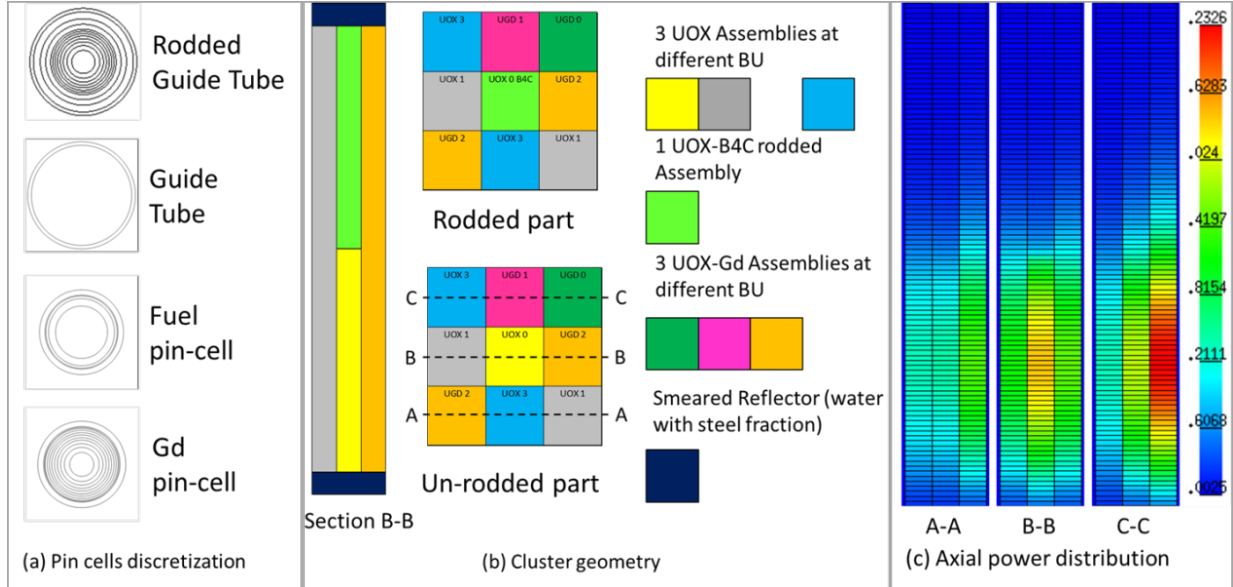 Rodded
Guide Tube
Guide
Tube
Fuel
pin-cell
Gd
pin-cell
(a) Pin cells discretization
UOX 3
UGD 1
UGD 0
UOX 1
UOX 0 B4C
UGD 2
UGD 2
UOX 3
UOX 1
Rodded part
UOX 3
UGD 1
UGD 0
C
C
UOX 1
UOX 0
UGD 2
B
B
UGD 2
UOX 3
UOX 1
A
A
Un-rodded part
Section B-B
3 UOX Assemblies at
different BU
1 UOX-B4C rodded
Assembly
3 UOX-Gd Assemblies at
different BU
Smeared Reflector (water
with steel fraction)
(b) Cluster geometry
.2326
.6283
.024
.4197
.8154
.2111
.6068
.0025
A-A
B-B
C-C
(c) Axial power distribution